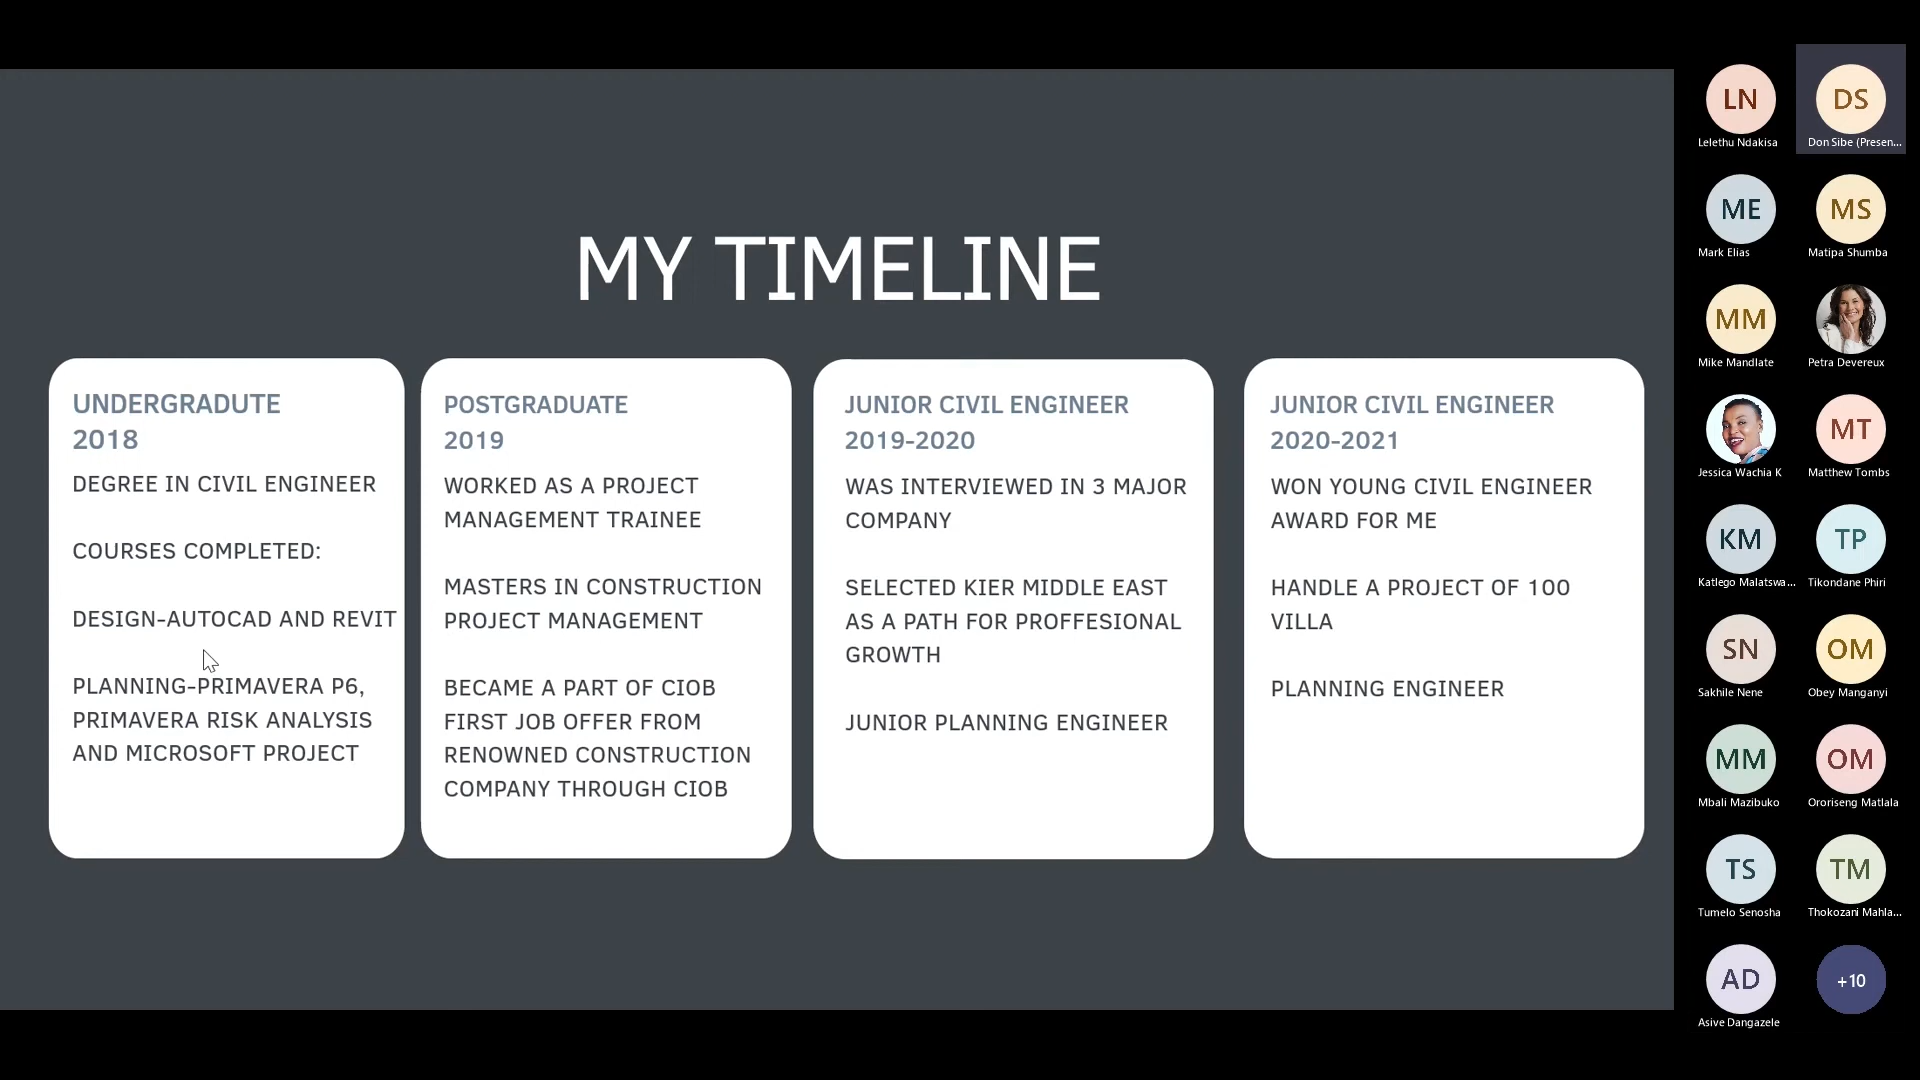 MY TIMELINE
UNDERGRADUTE
2018
DEGREE IN CIVIL ENGINEER
COURSES COMPLETED:
DESIGN-AUTOCAD AND REVIT
PLANNING-PRIMAVERA P6,
PRIMAVERA RISK ANALYSIS
AND MICROSOFT PROJECT
POSTGRADUATE
2019
WORKED AS A PROJECT
MANAGEMENT TRAINEE
MASTERS IN CONSTRUCTION
PROJECT MANAGEMENT
BECAME A PART OF CIOB
FIRST JOB OFFER FROM
RENOWNED CONSTRUCTION
COMPANY THROUGH CIOB
JUNIOR CIVIL ENGINEER
2019-2020
WAS INTERVIEWED IN 3 MAJOR
COMPANY
SELECTED KIER MIDDLE EAST
AS A PATH FOR PROFFESIONAL
GROWTH
JUNIOR PLANNING ENGINEER
JUNIOR CIVIL ENGINEER
2020-2021
WON YOUNG CIVIL ENGINEER
AWARD FOR ME
HANDLE A PROJECT OF 100
VILLA
PLANNING ENGINEER
LN
Lelethu Ndakisa
DS
Don Sibe (Presen...
ME
Mark Elias
MS
Matipa Shumba
MM
Mike Mandlate
Petra Devereux
Jessica Wachia K
MT
Matthew Tombs
KM
Katlego Malatswa...
TP
Tikondane Phiri
SN
Sakhile Nene
OM
Obey Manganyi
MM
Mbali Mazibuko
OM
Ororiseng Matlala
TS
Tumelo Senosha
TM
Thokozani Mahla...
AD
Asive Dangazele
+10